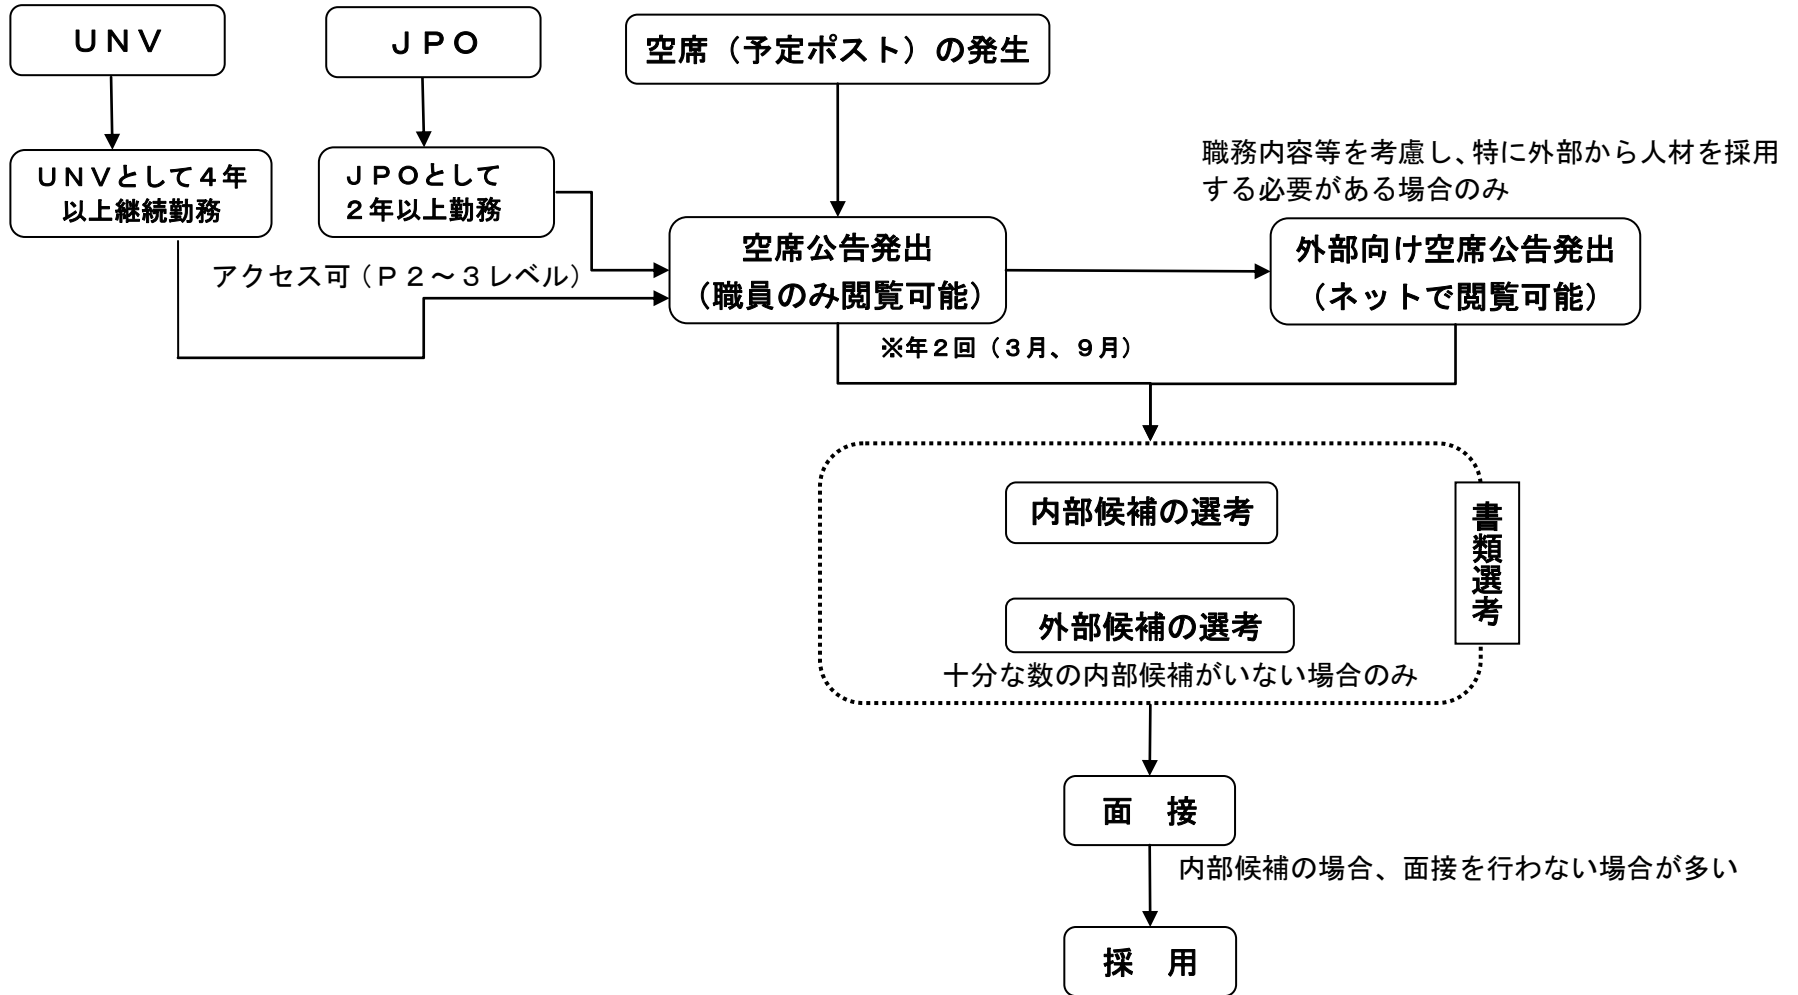 ＵＮＶ
ＪＰＯ
空席（予定ポスト）の発生
ＵＮＶとして４年
以上継続勤務
ＪＰＯとして
２年以上勤務
職務内容等を考慮し、特に外部から人材を採用
する必要がある場合のみ
アクセス可（Ｐ２～３レベル）
空席公告発出
（職員のみ閲覧可能）
外部向け空席公告発出
（ネットで閲覧可能）
※年２回（３月、９月）
内部候補の選考
書類選考
外部候補の選考
十分な数の内部候補がいない場合のみ
面　接
内部候補の場合、面接を行わない場合が多い
採　用